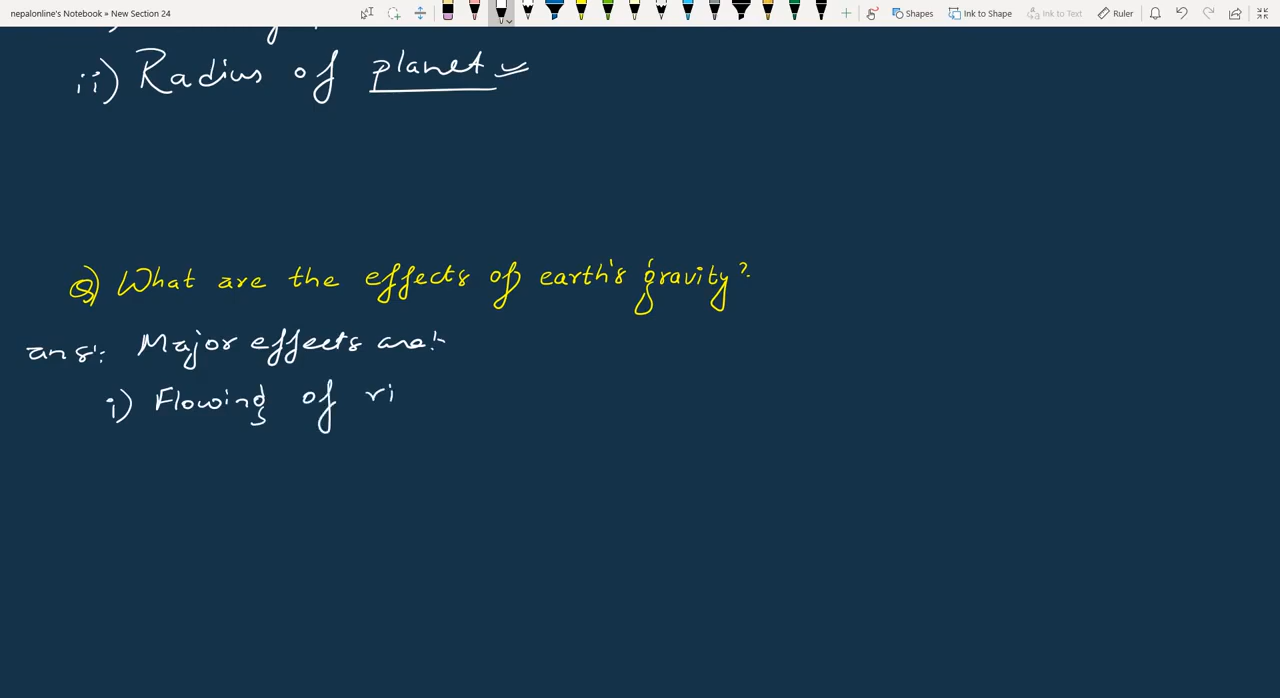 nepalonline's Notebook » New Section 24
Shapes Ink to Shape Ink to Text Ruler
ii) Radius of planet
Q) What are the effects of earth's gravity?
ans: Major effects are:-
i) Flowing of ri